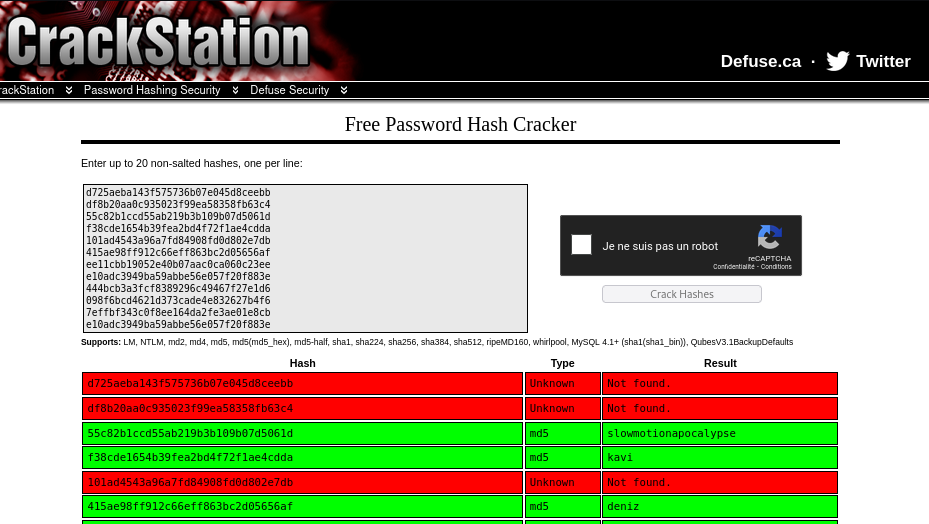 CrackStation
Defuse.ca · Twitter
rackStation Password Hashing Security Defuse Security
Free Password Hash Cracker
Enter up to 20 non-salted hashes, one per line:
d725aeba143f575736b07e045d8ceebb
df8b20aa0c935023f99ea58358fb63c4
55c82b1ccd55ab219b3b109b07d5061d
f38cde1654b39fea2bd4f72f1ae4cdda
101ad4543a96a7fd84908fd0d802e7db
415ae98ff912c66eff863bc2d05656af
ee11cbb19052e40b07aac0ca060c23ee
e10adc3949ba59abbe56e057f20f883e
444bcb3a3fcf8389296c49467f27e1d6
098f6bcd4621d373cade4e832627b4f6
7effbf343c0f8ee164da2fe3ae01e8cb
e10adc3949ba59abbe56e057f20f883e
Je ne suis pas un robot
reCAPTCHA
Confidentialité - Conditions
Crack Hashes
Supports: LM, NTLM, md2, md4, md5, md5(md5_hex), md5-half, sha1, sha224, sha256, sha384, sha512, ripeMD160, whirlpool, MySQL 4.1+ (sha1(sha1_bin)), QubesV3.1BackupDefaults
Hash Type Result
d725aeba143f575736b07e045d8ceebb Unknown Not found.
df8b20aa0c935023f99ea58358fb63c4 Unknown Not found.
55c82b1ccd55ab219b3b109b07d5061d md5 slowmotionapocalypse
f38cde1654b39fea2bd4f72f1ae4cdda md5 kavi
101ad4543a96a7fd84908fd0d802e7db Unknown Not found.
415ae98ff912c66eff863bc2d05656af md5 deniz